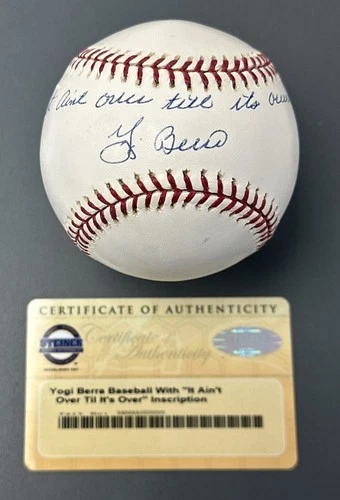 Aint over till its over
Yogi Berra
CERTIFICATE OF AUTHENTICITY
STEINER
Certificate of
Authenticity
Yogi Berra Baseball With "It Ain't
Over Til It's Over" Inscription